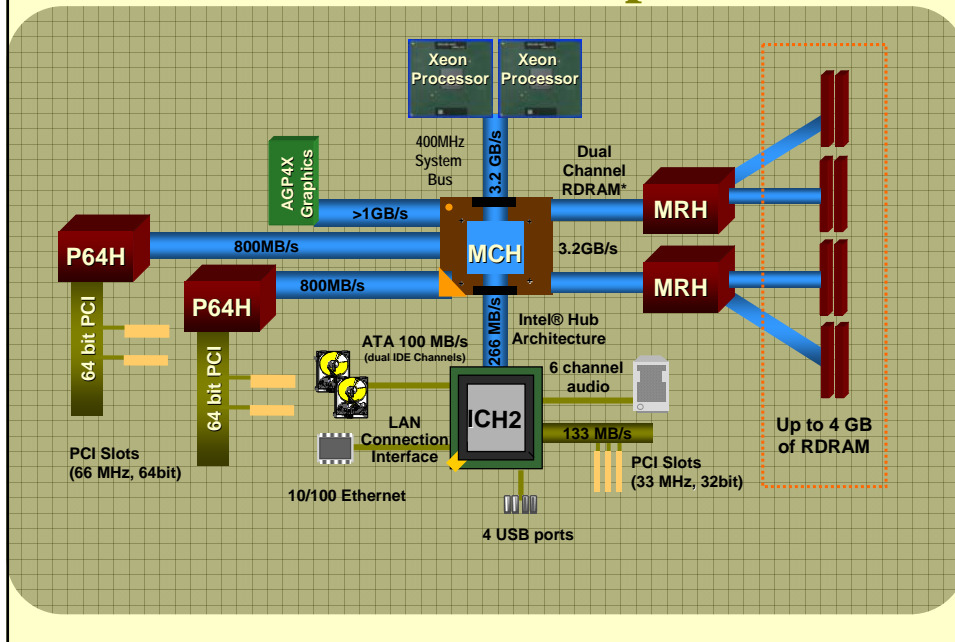 Xeon
Processor
Xeon
Processor
400MHz
System
Bus
3.2 GB/s
Dual
Channel
RDRAM*
AGP4X
Graphics
>1GB/s
MRH
P64H
800MB/s
MCH
3.2GB/s
P64H
800MB/s
MRH
64 bit PCI
64 bit PCI
266 MB/s
Intel® Hub
Architecture
ATA 100 MB/s
(dual IDE Channels)
6 channel
audio
ICH2
LAN
Connection
Interface
133 MB/s
Up to 4 GB
of RDRAM
PCI Slots
(66 MHz, 64bit)
PCI Slots
(33 MHz, 32bit)
10/100 Ethernet
4 USB ports